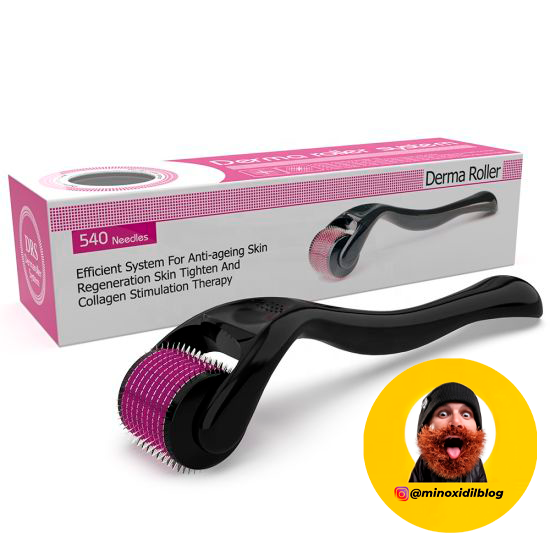 Derma roller system
Derma Roller
540 Needles
DRS
Efficient System For Anti-ageing Skin
Regeneration Skin Tighten And
Collagen Stimulation Therapy
@minoxidilblog